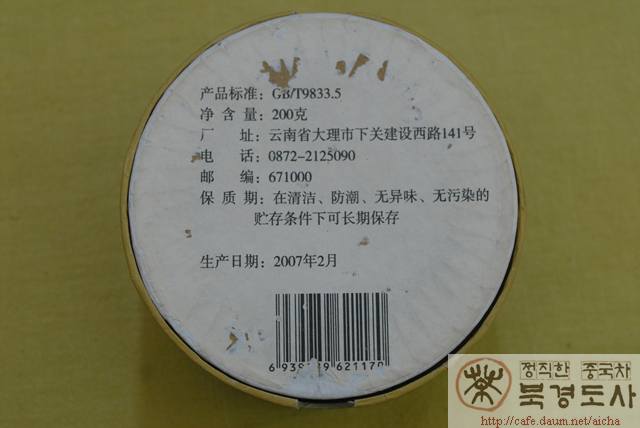 产品标准：GB/T9833.5
净 含 量：200克
厂 址：云南省大理市下关建设西路141号
电 话：0872-2125090
邮 编：671000
保 质 期：在清洁、防潮、无异味、无污染的
贮存条件下可长期保存
生产日期：2007年2月
정직한 중국차
북경도사
http://cafe.daum.net/aicha